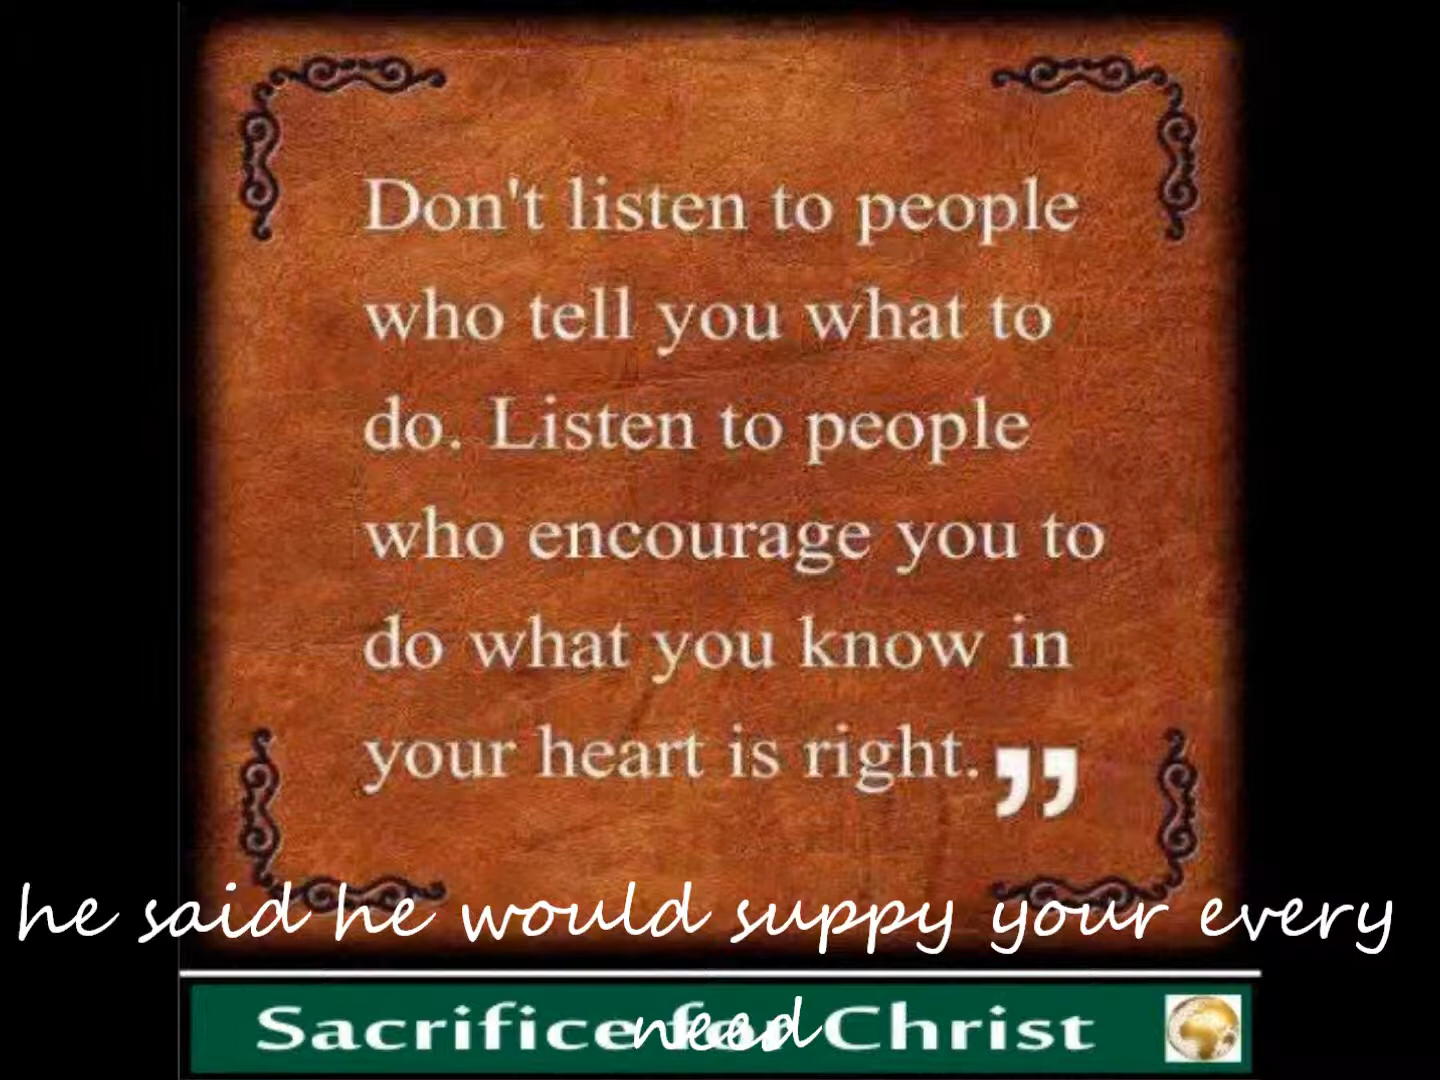 Don't listen to people
who tell you what to
do. Listen to people
who encourage you to
do what you know in
your heart is right.”
he said he would suppy your every
need
Sacrifice for Christ